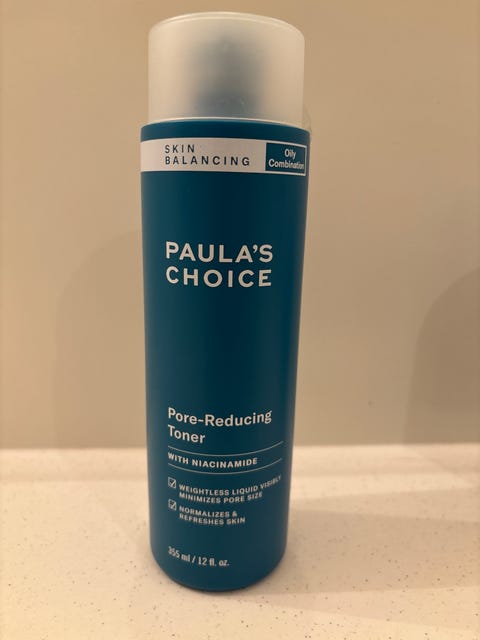 SKIN
BALANCING
Oily
Combination
PAULA'S
CHOICE
Pore-Reducing
Toner
WITH NIACINAMIDE
WEIGHTLESS LIQUID VISIBLY
MINIMIZES PORE SIZE
NORMALIZES &
REFRESHES SKIN
355 ml / 12 fl. oz.